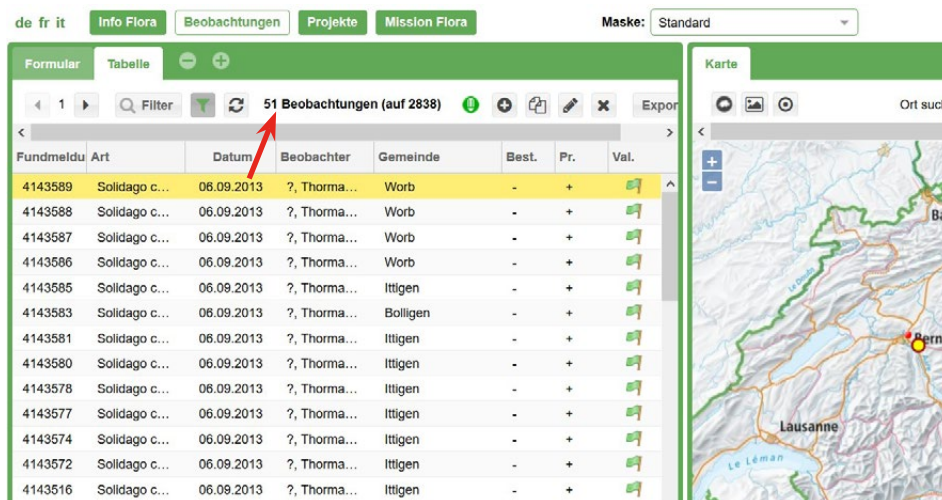 de fr it Info Flora Beobachtungen Projekte Mission Flora Maske: Standard
Formular Tabelle Karte
1 Filter 51 Beobachtungen (auf 2838) Expor Ort such
Fundmeldu Art Datum Beobachter Gemeinde Best. Pr. Val.
4143589 Solidago c... 06.09.2013 ?, Thorma... Worb - +
4143588 Solidago c... 06.09.2013 ?, Thorma... Worb - +
4143587 Solidago c... 06.09.2013 ?, Thorma... Worb - +
4143586 Solidago c... 06.09.2013 ?, Thorma... Worb - +
4143585 Solidago c... 06.09.2013 ?, Thorma... Ittigen - +
4143583 Solidago c... 06.09.2013 ?, Thorma... Bolligen - +
4143581 Solidago c... 06.09.2013 ?, Thorma... Ittigen - +
4143580 Solidago c... 06.09.2013 ?, Thorma... Ittigen - +
4143578 Solidago c... 06.09.2013 ?, Thorma... Ittigen - +
4143577 Solidago c... 06.09.2013 ?, Thorma... Ittigen - +
4143574 Solidago c... 06.09.2013 ?, Thorma... Ittigen - +
4143572 Solidago c... 06.09.2013 ?, Thorma... Ittigen - +
4143516 Solidago c... 06.09.2013 ?, Thorma... Ittigen - +
+
−
Ba
Le Doubs
Bern
Lausanne
Le Léman